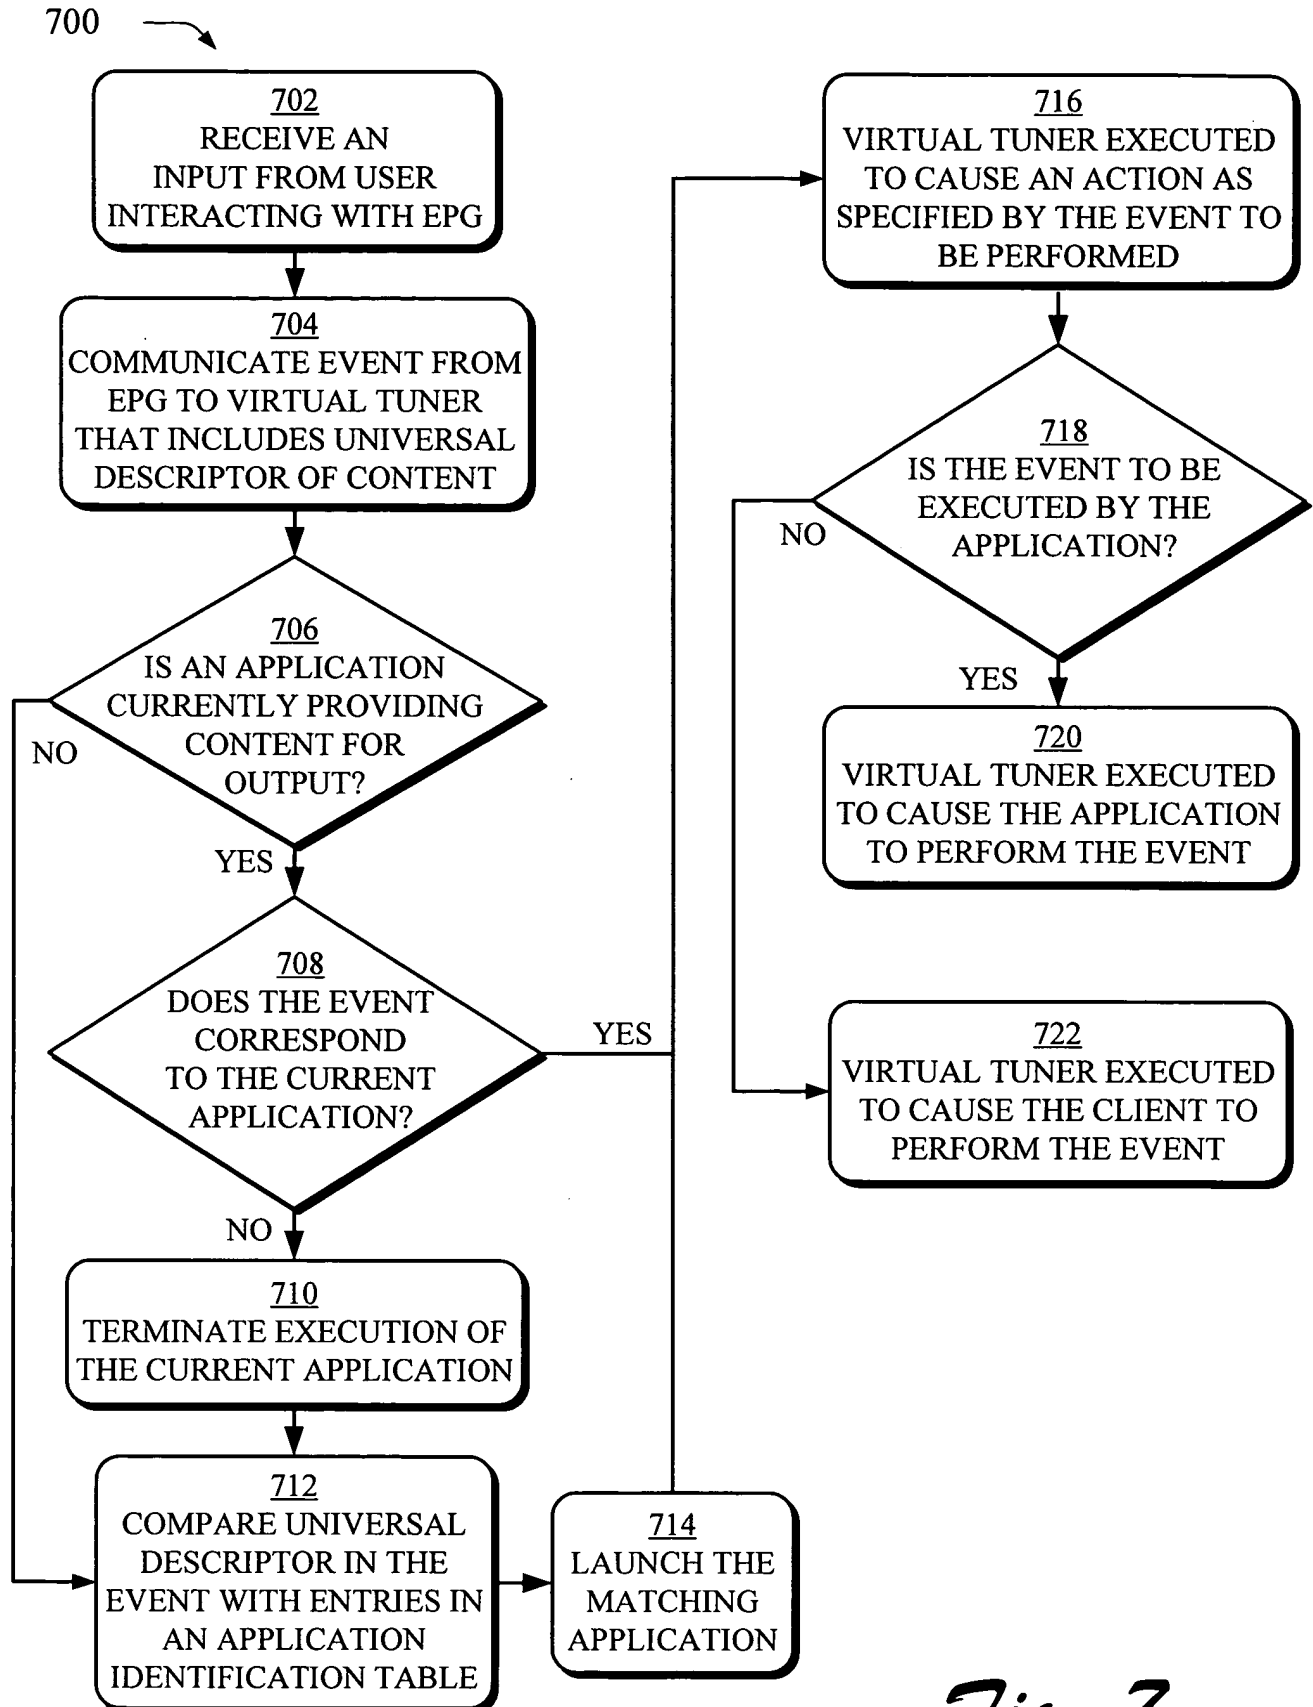 700
702
RECEIVE AN
INPUT FROM USER
INTERACTING WITH EPG
704
COMMUNICATE EVENT FROM
EPG TO VIRTUAL TUNER
THAT INCLUDES UNIVERSAL
DESCRIPTOR OF CONTENT
706
IS AN APPLICATION
CURRENTLY PROVIDING
CONTENT FOR
OUTPUT?
NO
YES
708
DOES THE EVENT
CORRESPOND
TO THE CURRENT
APPLICATION?
YES
NO
710
TERMINATE EXECUTION OF
THE CURRENT APPLICATION
712
COMPARE UNIVERSAL
DESCRIPTOR IN THE
EVENT WITH ENTRIES IN
AN APPLICATION
IDENTIFICATION TABLE
714
LAUNCH THE
MATCHING
APPLICATION
716
VIRTUAL TUNER EXECUTED
TO CAUSE AN ACTION AS
SPECIFIED BY THE EVENT TO
BE PERFORMED
718
IS THE EVENT TO BE
EXECUTED BY THE
APPLICATION?
NO
YES
720
VIRTUAL TUNER EXECUTED
TO CAUSE THE APPLICATION
TO PERFORM THE EVENT
722
VIRTUAL TUNER EXECUTED
TO CAUSE THE CLIENT TO
PERFORM THE EVENT
Fig. 7